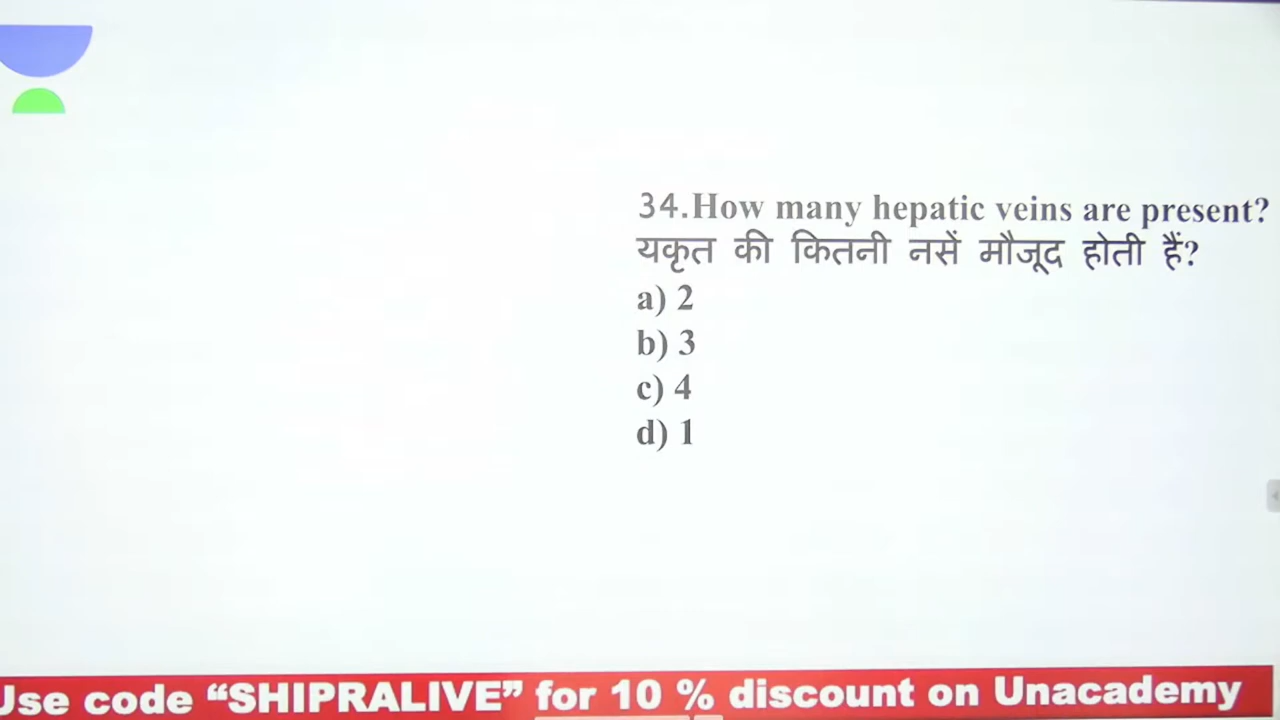 34.How many hepatic veins are present?
यकृत की कितनी नसें मौजूद होती हैं?
a) 2
b) 3
c) 4
d) 1
Use code “SHIPRALIVE” for 10 % discount on Unacademy